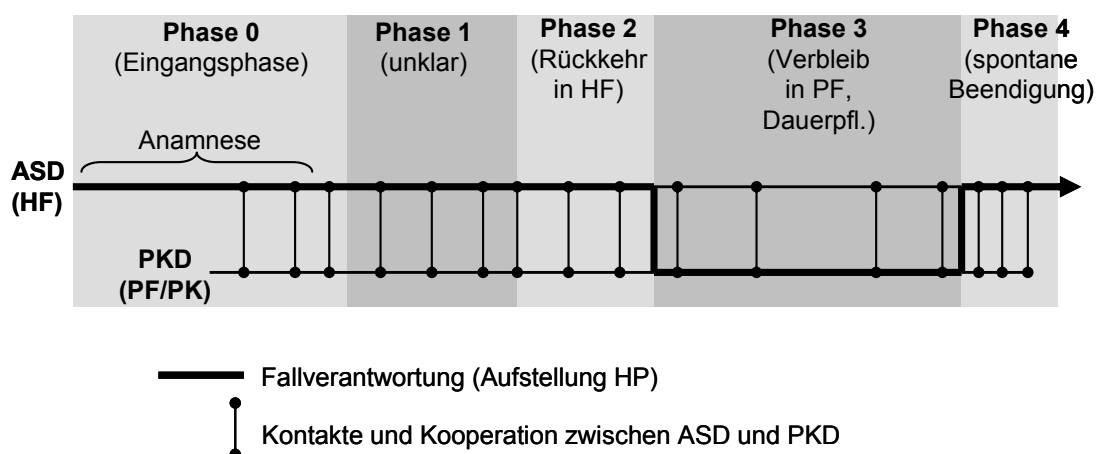 Phase 0
(Eingangsphase)
Phase 1
(unklar)
Phase 2
(Rückkehr
in HF)
Phase 3
(Verbleib
in PF,
Dauerpfl.)
Phase 4
(spontane
Beendigung)
Anamnese
ASD
(HF)
PKD
(PF/PK)
Fallverantwortung (Aufstellung HP)
Kontakte und Kooperation zwischen ASD und PKD